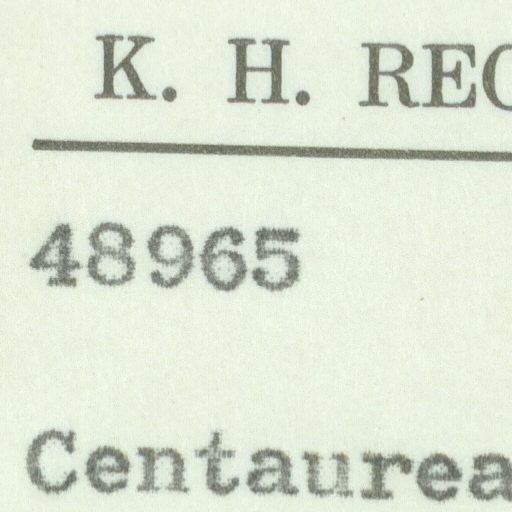 K. H. REC
48965
Centaurea